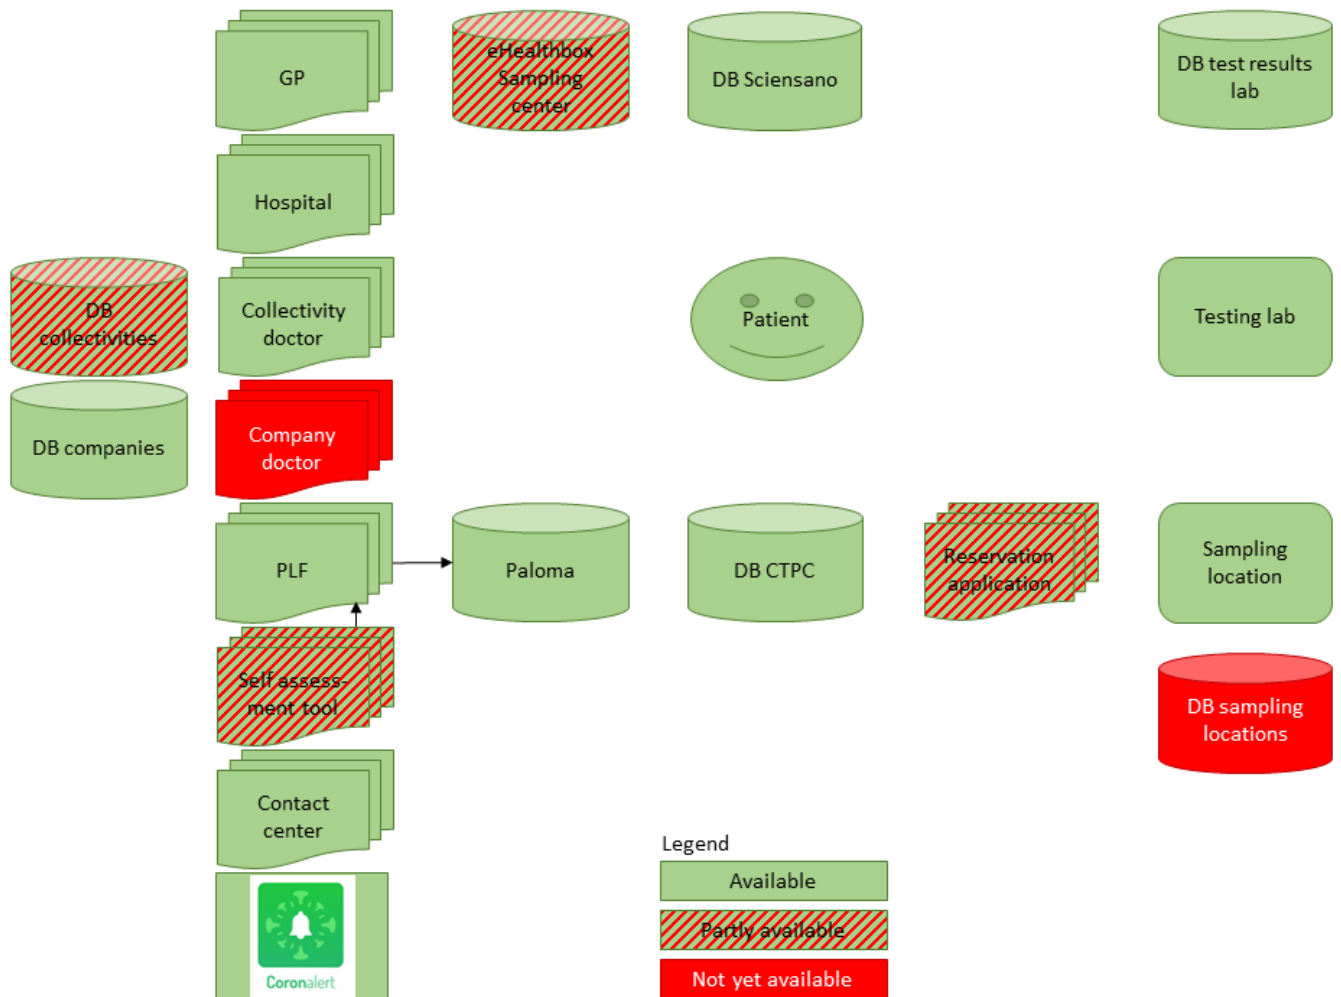 GP
eHealthbox
Sampling
center
DB Sciensano
DB test results
lab
Hospital
DB
collectivities
Collectivity
doctor
Patient
Testing lab
DB companies
Company
doctor
PLF
Paloma
DB CTPC
Reservation
application
Sampling
location
Self assess-
ment tool
DB sampling
locations
Contact
center
Legend
Available
Partly available
Not yet available
Coronalert